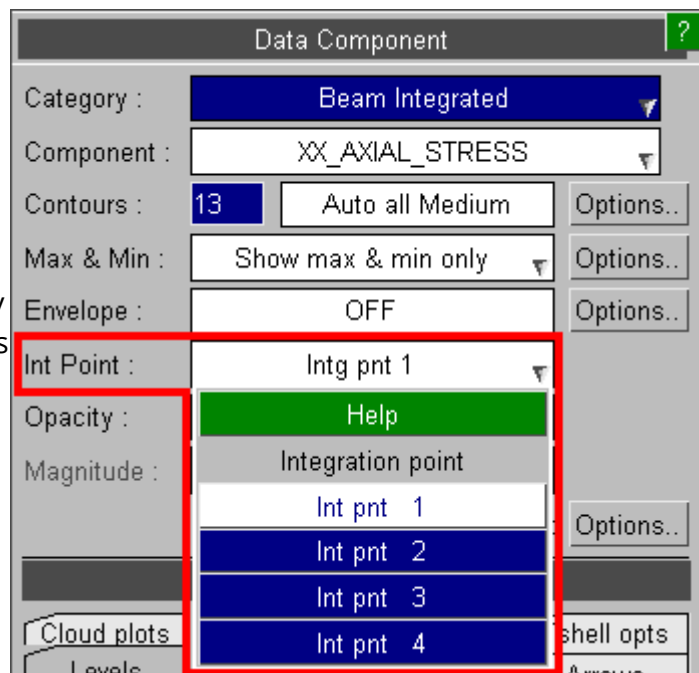 Data Component
?
Category :
Beam Integrated
Component :
XX_AXIAL_STRESS
Contours :
13
Auto all Medium
Options..
Max & Min :
Show max & min only
Options..
Envelope :
OFF
Options..
Int Point :
Intg pnt 1
Opacity :
Help
Magnitude :
Integration point
Int pnt 1
Options..
Int pnt 2
Int pnt 3
Cloud plots
shell opts
Int pnt 4
Levels